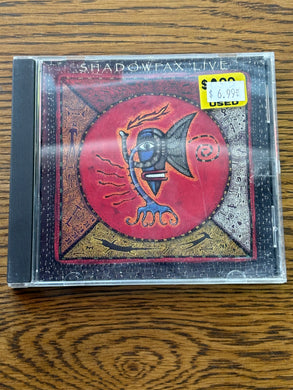 SHADOWFAX LIVE
$ 6.99
USED